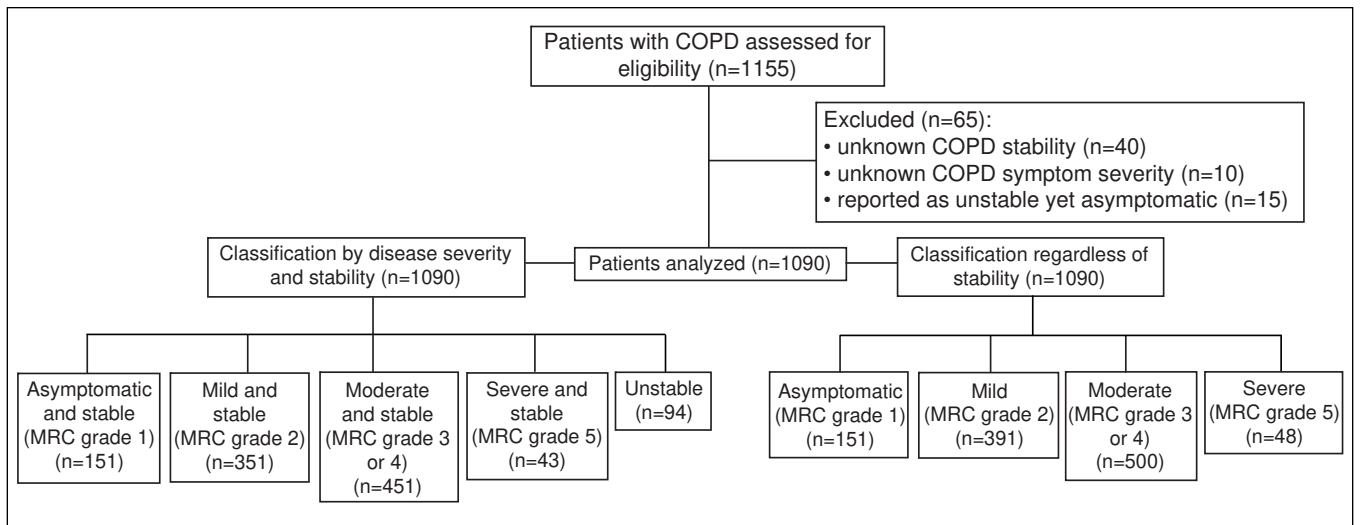 Patients with COPD assessed for
eligibility (n=1155)
Excluded (n=65):
• unknown COPD stability (n=40)
• unknown COPD symptom severity (n=10)
• reported as unstable yet asymptomatic (n=15)
Classification by disease severity
and stability (n=1090)
Patients analyzed (n=1090)
Classification regardless of
stability (n=1090)
Asymptomatic
and stable
(MRC grade 1)
(n=151)
Mild and
stable
(MRC grade 2)
(n=351)
Moderate
and stable
(MRC grade 3
or 4)
(n=451)
Severe and
stable
(MRC grade 5)
(n=43)
Unstable
(n=94)
Asymptomatic
(MRC grade 1)
(n=151)
Mild
(MRC grade 2)
(n=391)
Moderate
(MRC grade 3
or 4)
(n=500)
Severe
(MRC grade 5)
(n=48)